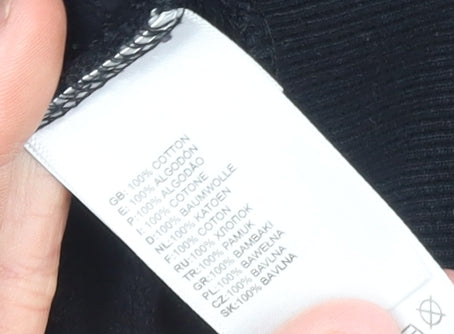 GB:100% COTTON
E:100% ALGODÓN
P:100% ALGODÃO
I:100% COTONE
D:100% BAUMWOLLE
NL:100% KATOEN
F:100% COTON
RU:100% ХЛОПОК
TR:100% PAMUK
GR:100% BAMBAKI
PL:100% BAWEŁNA
CZ:100% BAVLNA
SK:100% BAVLNA